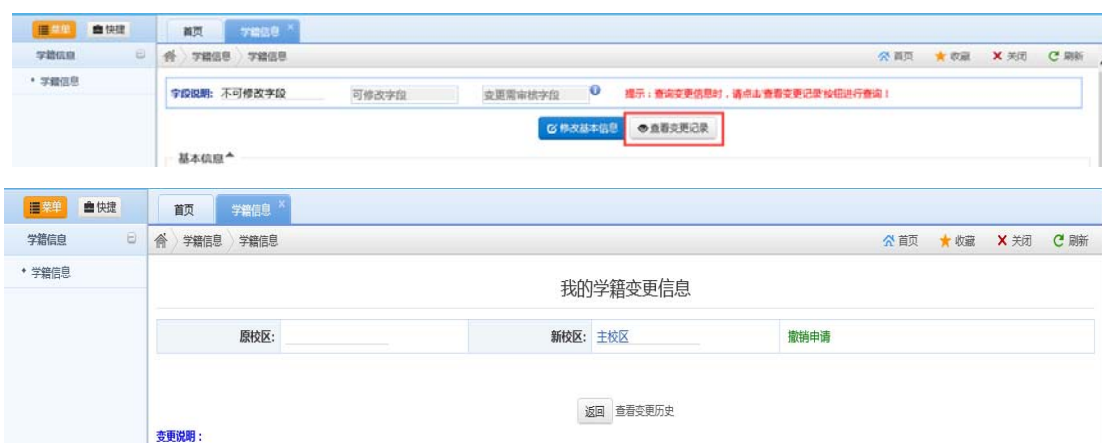 菜单 快捷 首页 学籍信息 ×
学籍信息 学籍信息 学籍信息 首页 收藏 关闭 刷新
学籍信息
字段说明: 不可修改字段 可修改字段 变更需审核字段 提示：查询变更信息时，请点击'查看变更记录'按钮进行查询！
修改基本信息 查看变更记录
基本信息
菜单 快捷 首页 学籍信息 ×
学籍信息 学籍信息 学籍信息 首页 收藏 关闭 刷新
学籍信息
我的学籍变更信息
原校区: 新校区: 主校区 撤销申请
返回 查看变更历史
变更说明：